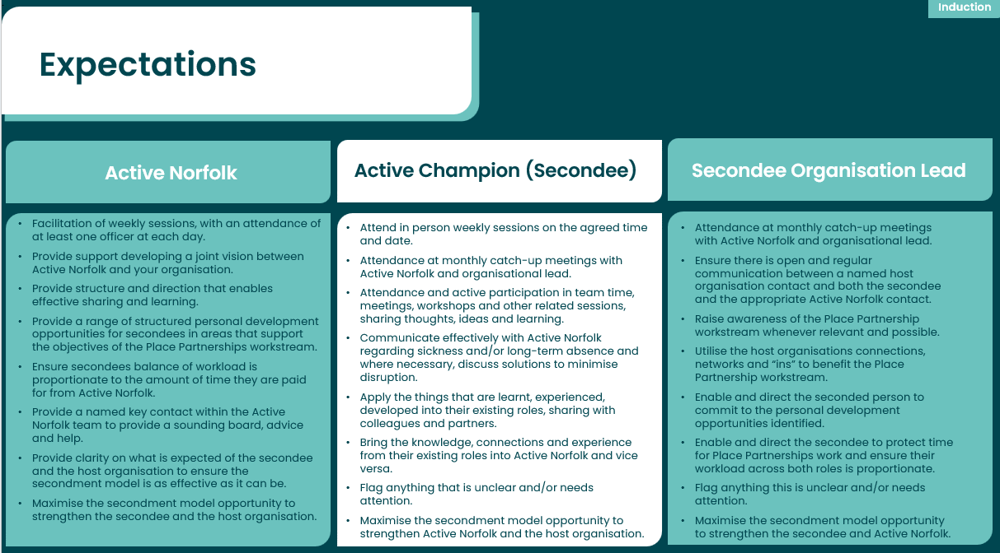 Induction
Expectations
Active Norfolk
• Facilitation of weekly sessions, with an attendance of
at least one officer at each day.
• Provide support developing a joint vision between
Active Norfolk and your organisation.
• Provide structure and direction that enables
effective sharing and learning.
• Provide a range of structured personal development
opportunities for secondees in areas that support
the objectives of the Place Partnerships workstream.
• Ensure secondees balance of workload is
proportionate to the amount of time they are paid
for from Active Norfolk.
• Provide a named key contact within the Active
Norfolk team to provide a sounding board, advice
and help.
• Provide clarity on what is expected of the secondee
and the host organisation to ensure the
secondment model is as effective as it can be.
• Maximise the secondment model opportunity to
strengthen the secondee and the host organisation.
Active Champion (Secondee)
• Attend in person weekly sessions on the agreed time
and date.
• Attendance at monthly catch-up meetings with
Active Norfolk and organisational lead.
• Attendance and active participation in team time,
meetings, workshops and other related sessions,
sharing thoughts, ideas and learning.
• Communicate effectively with Active Norfolk
regarding sickness and/or long-term absence and
where necessary, discuss solutions to minimise
disruption.
• Apply the things that are learnt, experienced,
developed into their existing roles, sharing with
colleagues and partners.
• Bring the knowledge, connections and experience
from their existing roles into Active Norfolk and vice
versa.
• Flag anything that is unclear and/or needs
attention.
• Maximise the secondment model opportunity to
strengthen Active Norfolk and the host organisation.
Secondee Organisation Lead
• Attendance at monthly catch-up meetings
with Active Norfolk and organisational lead.
• Ensure there is open and regular
communication between a named host
organisation contact and both the secondee
and the appropriate Active Norfolk contact.
• Raise awareness of the Place Partnership
workstream whenever relevant and possible.
• Utilise the host organisations connections,
networks and “ins” to benefit the Place
Partnership workstream.
• Enable and direct the seconded person to
commit to the personal development
opportunities identified.
• Enable and direct the secondee to protect time
for Place Partnerships work and ensure their
workload across both roles is proportionate.
• Flag anything this is unclear and/or needs
attention.
• Maximise the secondment model opportunity
to strengthen the secondee and Active Norfolk.